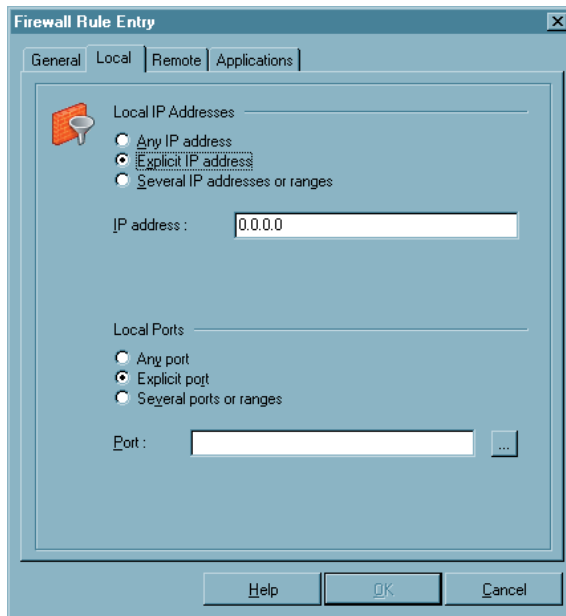 Firewall Rule Entry
General Local Remote Applications
Local IP Addresses
Any IP address
Explicit IP address
Several IP addresses or ranges
IP address : 0.0.0.0
Local Ports
Any port
Explicit port
Several ports or ranges
Port : ...
Help OK Cancel